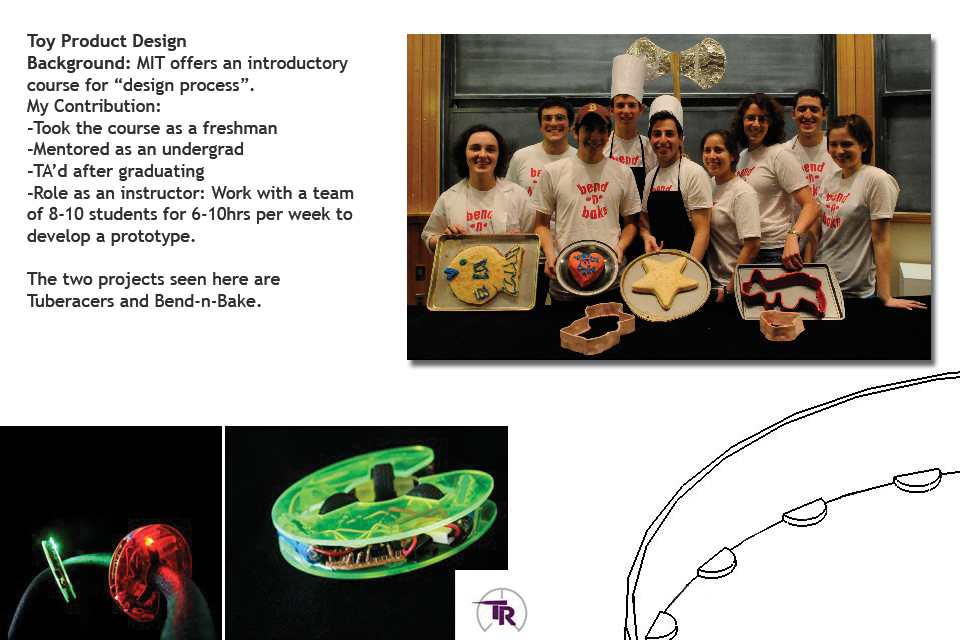 Toy Product Design
Background: MIT offers an introductory
course for “design process”.
My Contribution:
-Took the course as a freshman
-Mentored as an undergrad
-TA’d after graduating
-Role as an instructor: Work with a team
of 8-10 students for 6-10hrs per week to
develop a prototype.
The two projects seen here are
Tuberacers and Bend-n-Bake.
B
bend
bend
bend
-n-
bake
TR